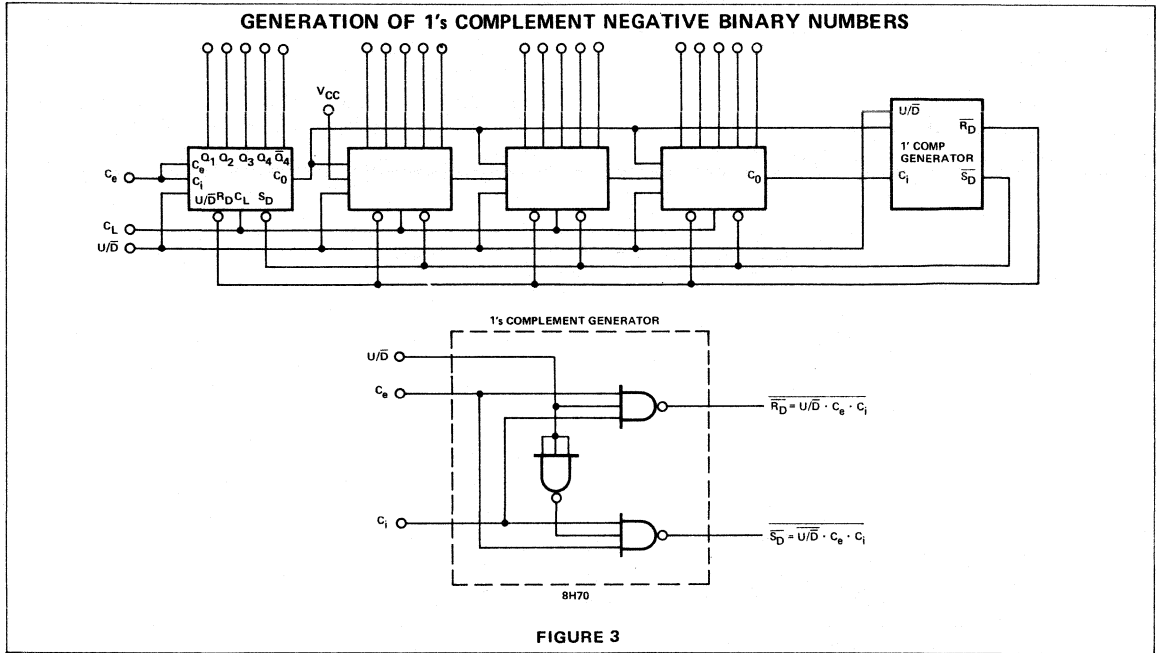 GENERATION OF 1's COMPLEMENT NEGATIVE BINARY NUMBERS
VCC
Q1 Q2 Q3 Q4 Q̅4
Ce
Ci
C0
U/D̅ RD CL SD
Ce
CL
U/D̅
C0
U/D̅
R̅D̅
1' COMP
GENERATOR
Ci
S̅D̅
1's COMPLEMENT GENERATOR
U/D̅
Ce
R̅D̅ = U/D̅ · Ce · Ci
Ci
S̅D̅ = U/D̅ · Ce · Ci
8H70
FIGURE 3